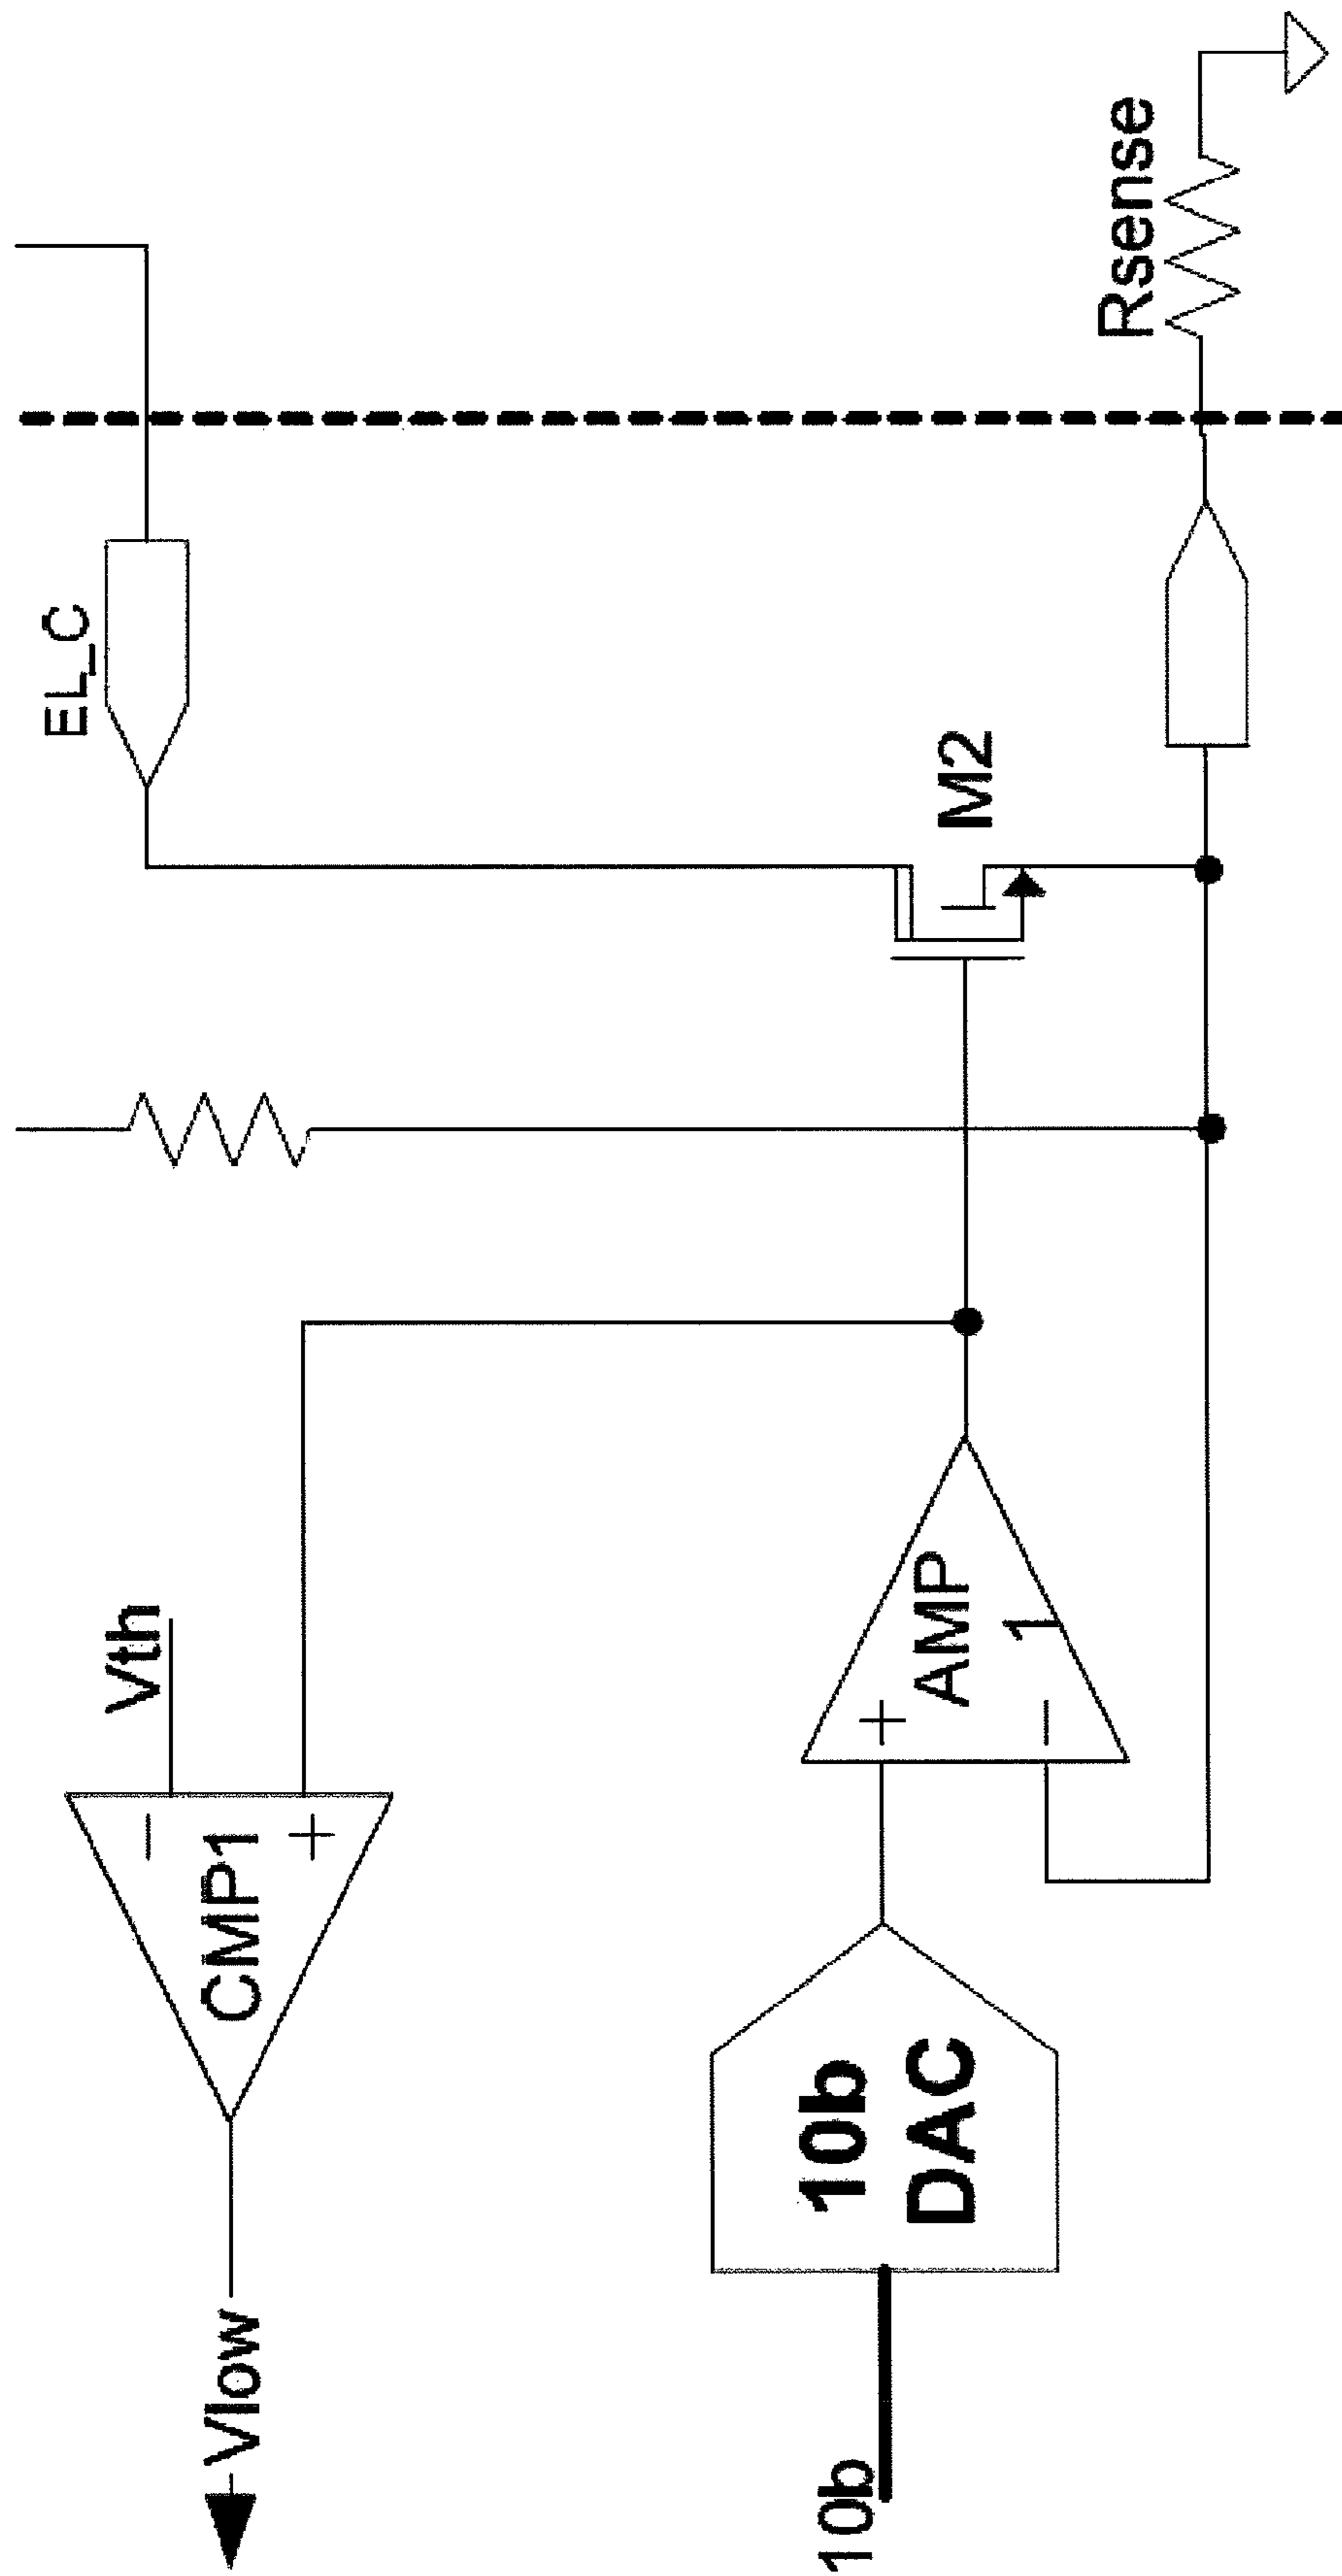 Vlow
CMP1
−
+
Vth
EL_C
10b
10b
DAC
+
−
AMP
1
M2
Rsense